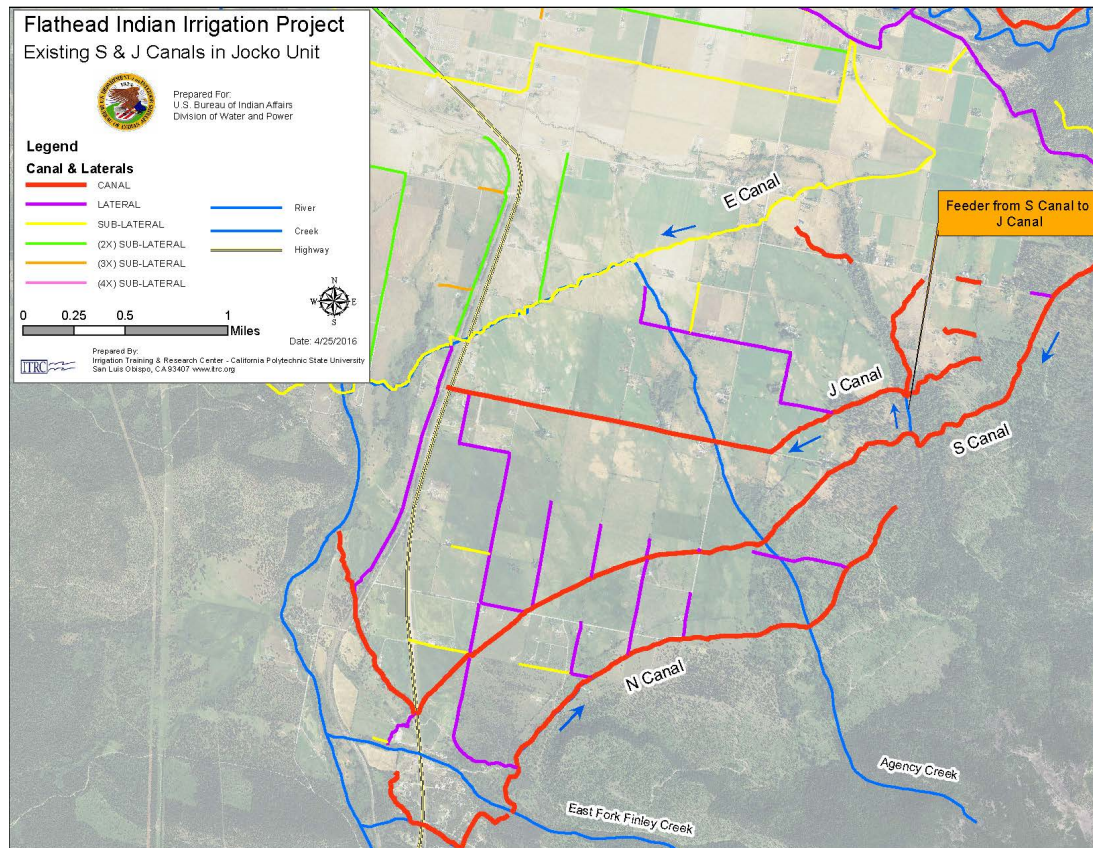 Flathead Indian Irrigation Project
Existing S & J Canals in Jocko Unit
Prepared For:
U.S. Bureau of Indian Affairs
Division of Water and Power
Legend
Canal & Laterals
CANAL
LATERAL
SUB-LATERAL
(2X) SUB-LATERAL
(3X) SUB-LATERAL
(4X) SUB-LATERAL
River
Creek
Highway
N
W E
S
0 0.25 0.5 1
Miles
Date: 4/25/2016
ITRC
Prepared By:
Irrigation Training & Research Center - California Polytechnic State University
San Luis Obispo, CA 93407 www.itrc.org
E Canal
Feeder from S Canal to
J Canal
J Canal
S Canal
N Canal
Agency Creek
East Fork Finley Creek